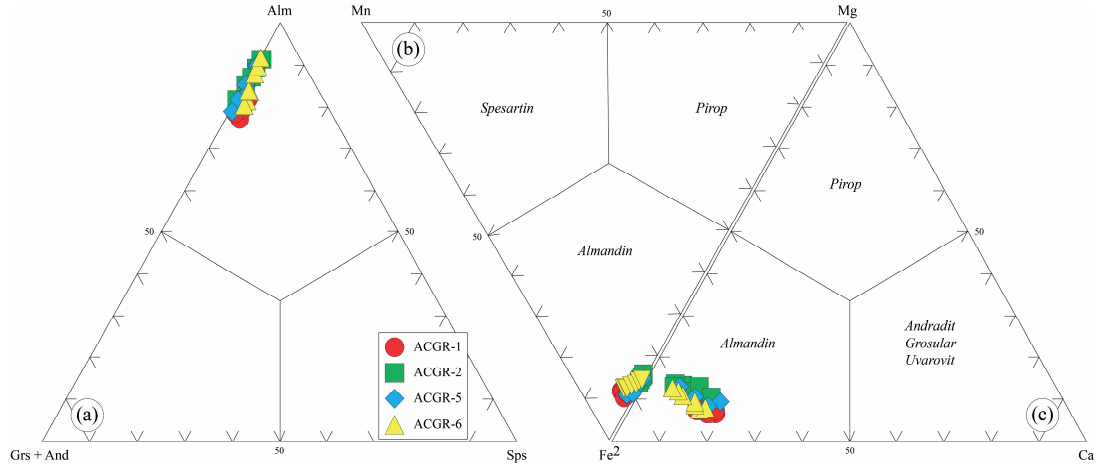 Alm
Mn
50
Mg
(b)
Spesartin
Pirop
Pirop
50
50
50
50
Almandin
Andradit
Grosular
Uvarovit
Almandin
ACGR-1
ACGR-2
ACGR-5
ACGR-6
(a)
(c)
Grs + And
50
Sps
Fe²
50
Ca